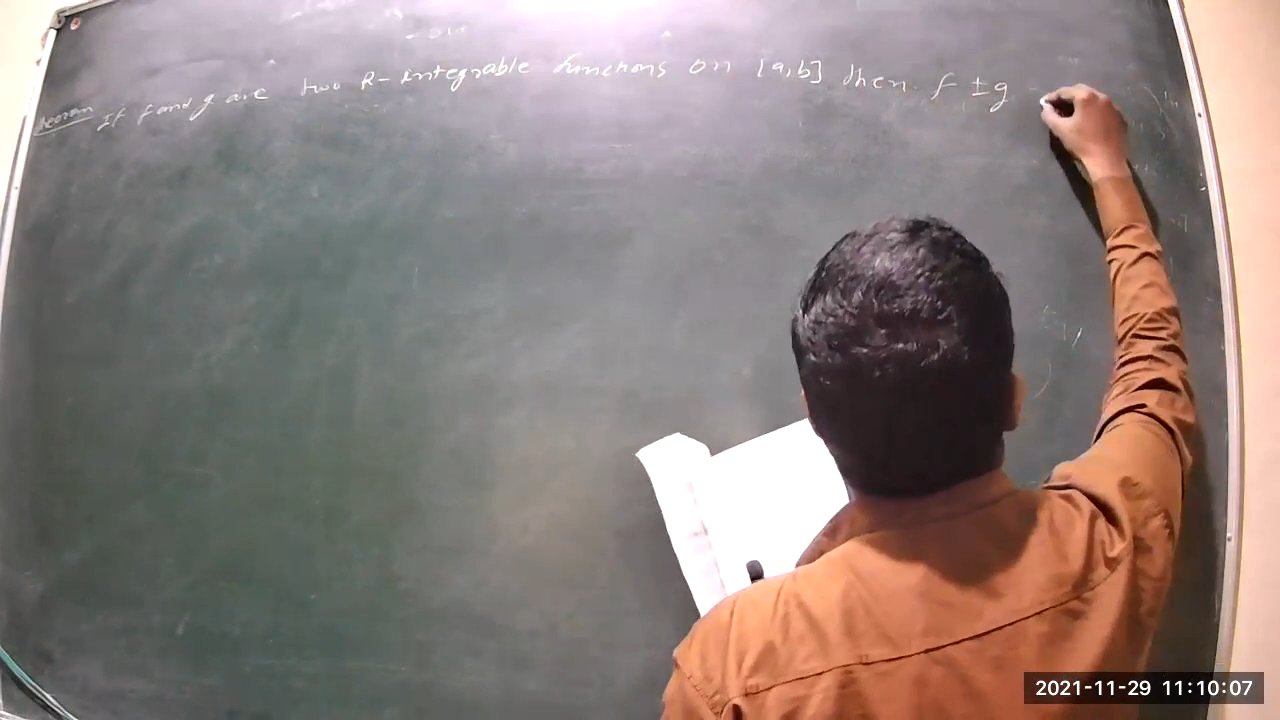 Theorem If f and g are two R-integrable functions on [a,b] then f ± g
2021-11-29 11:10:07